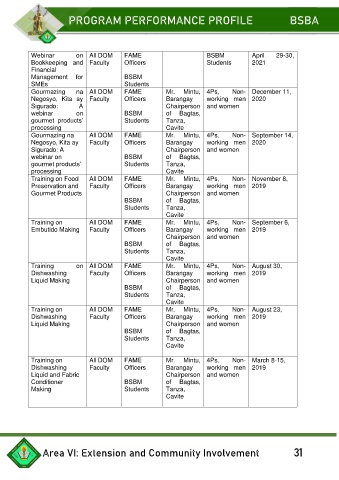 PROGRAM PERFORMANCE PROFILE BSBA
Webinar on Bookkeeping and Financial Management for SMEs | All DOM Faculty | FAME Officers BSBM Students | | BSBM Students | April 29-30, 2021
Gourmazing na Negosyo, Kita ay Sigurado: A webinar on gourmet products' processing | All DOM Faculty | FAME Officers BSBM Students | Mr. Mintu, Barangay Chairperson of Bagtas, Tanza, Cavite | 4Ps, Non-working men and women | December 11, 2020
Gourmazing na Negosyo, Kita ay Sigurado: A webinar on gourmet products' processing | All DOM Faculty | FAME Officers BSBM Students | Mr. Mintu, Barangay Chairperson of Bagtas, Tanza, Cavite | 4Ps, Non-working men and women | September 14, 2020
Training on Food Preservation and Gourmet Products | All DOM Faculty | FAME Officers BSBM Students | Mr. Mintu, Barangay Chairperson of Bagtas, Tanza, Cavite | 4Ps, Non-working men and women | November 8, 2019
Training on Embutido Making | All DOM Faculty | FAME Officers BSBM Students | Mr. Mintu, Barangay Chairperson of Bagtas, Tanza, Cavite | 4Ps, Non-working men and women | September 6, 2019
Training on Dishwashing Liquid Making | All DOM Faculty | FAME Officers BSBM Students | Mr. Mintu, Barangay Chairperson of Bagtas, Tanza, Cavite | 4Ps, Non-working men and women | August 30, 2019
Training on Dishwashing Liquid Making | All DOM Faculty | FAME Officers BSBM Students | Mr. Mintu, Barangay Chairperson of Bagtas, Tanza, Cavite | 4Ps, Non-working men and women | August 23, 2019
Training on Dishwashing Liquid and Fabric Conditioner Making | All DOM Faculty | FAME Officers BSBM Students | Mr. Mintu, Barangay Chairperson of Bagtas, Tanza, Cavite | 4Ps, Non-working men and women | March 8-15, 2019
Area VI: Extension and Community Involvement 31